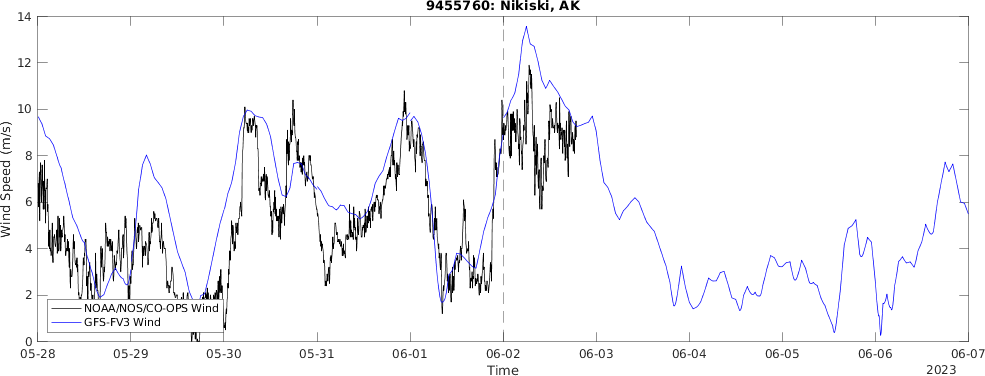 9455760: Nikiski, AK
Wind Speed (m/s)
14
12
10
8
6
4
2
0
NOAA/NOS/CO-OPS Wind
GFS-FV3 Wind
05-28 05-29 05-30 05-31 06-01 06-02 06-03 06-04 06-05 06-06 06-07
Time
2023